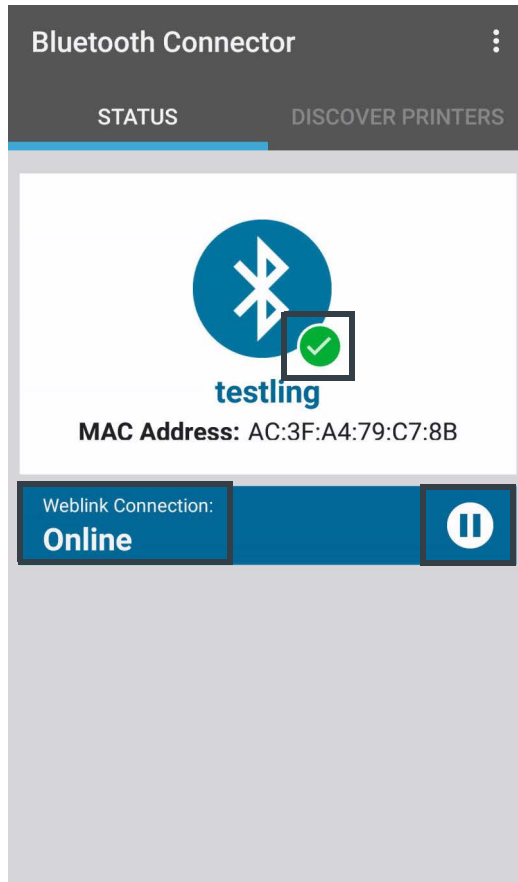 Bluetooth Connector
STATUS DISCOVER PRINTERS
testling
MAC Address: AC:3F:A4:79:C7:8B
Weblink Connection:
Online